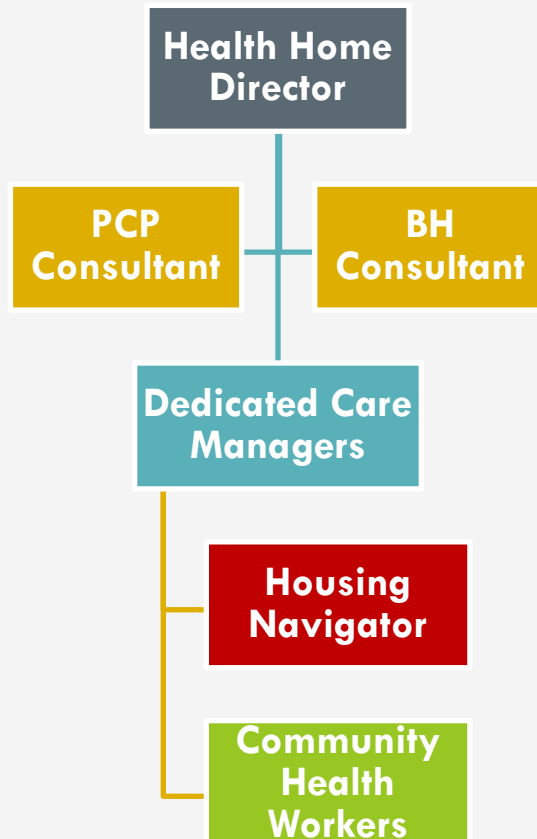 Health Home
Director
PCP
Consultant
BH
Consultant
Dedicated Care
Managers
Housing
Navigator
Community
Health
Workers